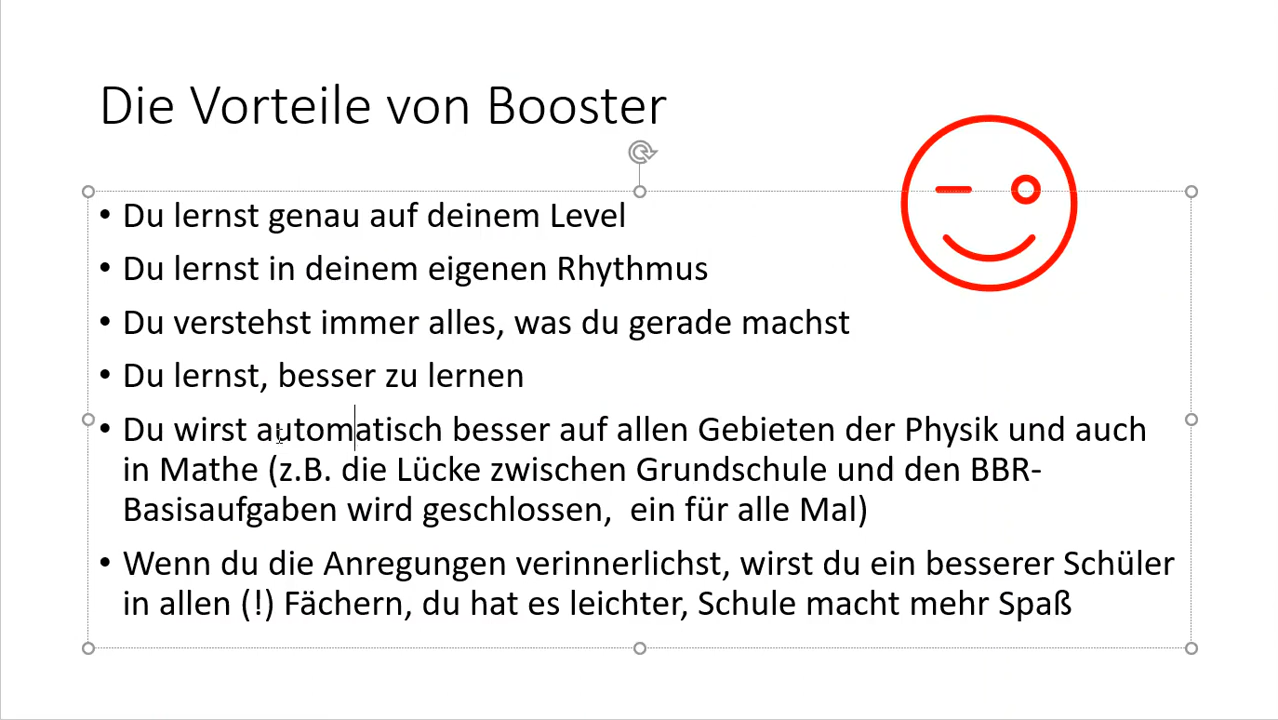 Die Vorteile von Booster
• Du lernst genau auf deinem Level
• Du lernst in deinem eigenen Rhythmus
• Du verstehst immer alles, was du gerade machst
• Du lernst, besser zu lernen
• Du wirst automatisch besser auf allen Gebieten der Physik und auch
in Mathe (z.B. die Lücke zwischen Grundschule und den BBR-
Basisaufgaben wird geschlossen,  ein für alle Mal)
• Wenn du die Anregungen verinnerlichst, wirst du ein besserer Schüler
in allen (!) Fächern, du hat es leichter, Schule macht mehr Spaß